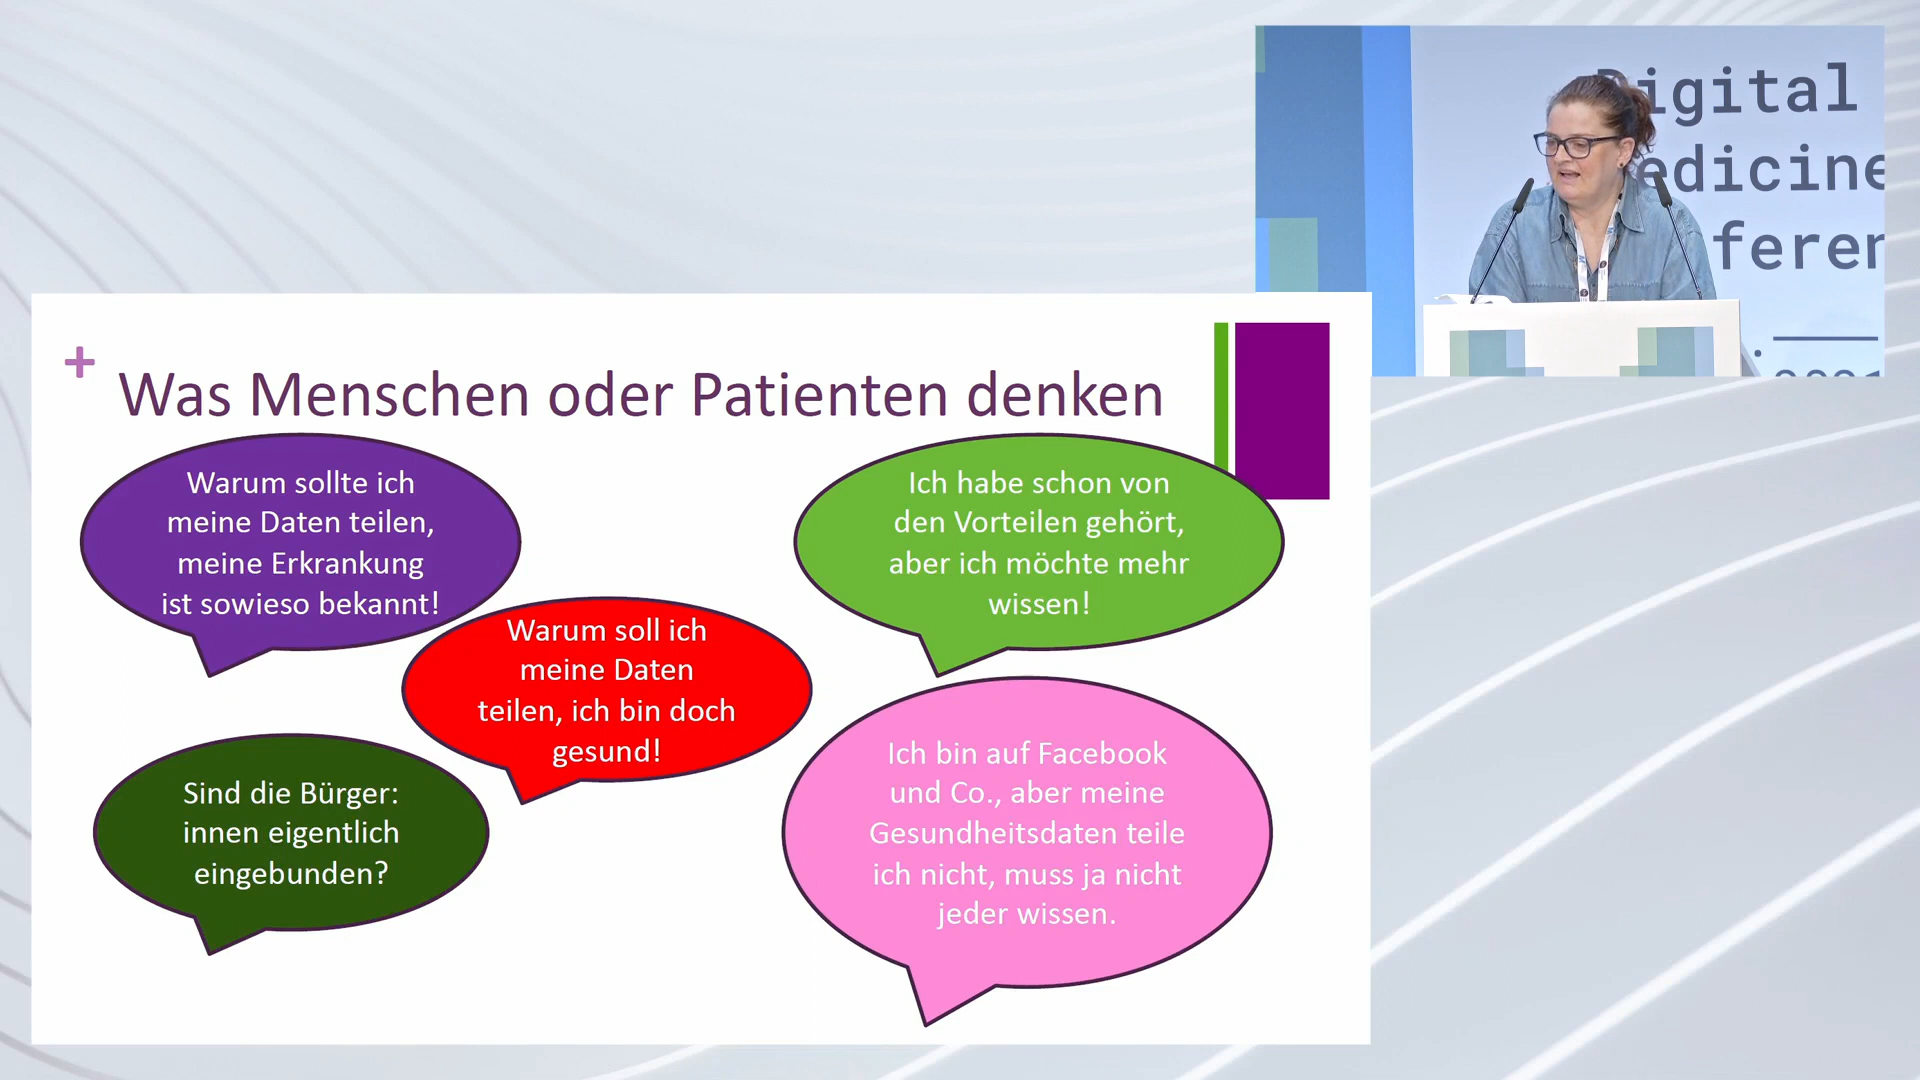 +
Was Menschen oder Patienten denken
Warum sollte ich
meine Daten teilen,
meine Erkrankung
ist sowieso bekannt!
Ich habe schon von
den Vorteilen gehört,
aber ich möchte mehr
wissen!
Warum soll ich
meine Daten
teilen, ich bin doch
gesund!
Sind die Bürger:
innen eigentlich
eingebunden?
Ich bin auf Facebook
und Co., aber meine
Gesundheitsdaten teile
ich nicht, muss ja nicht
jeder wissen.
Digital
edicine
feren